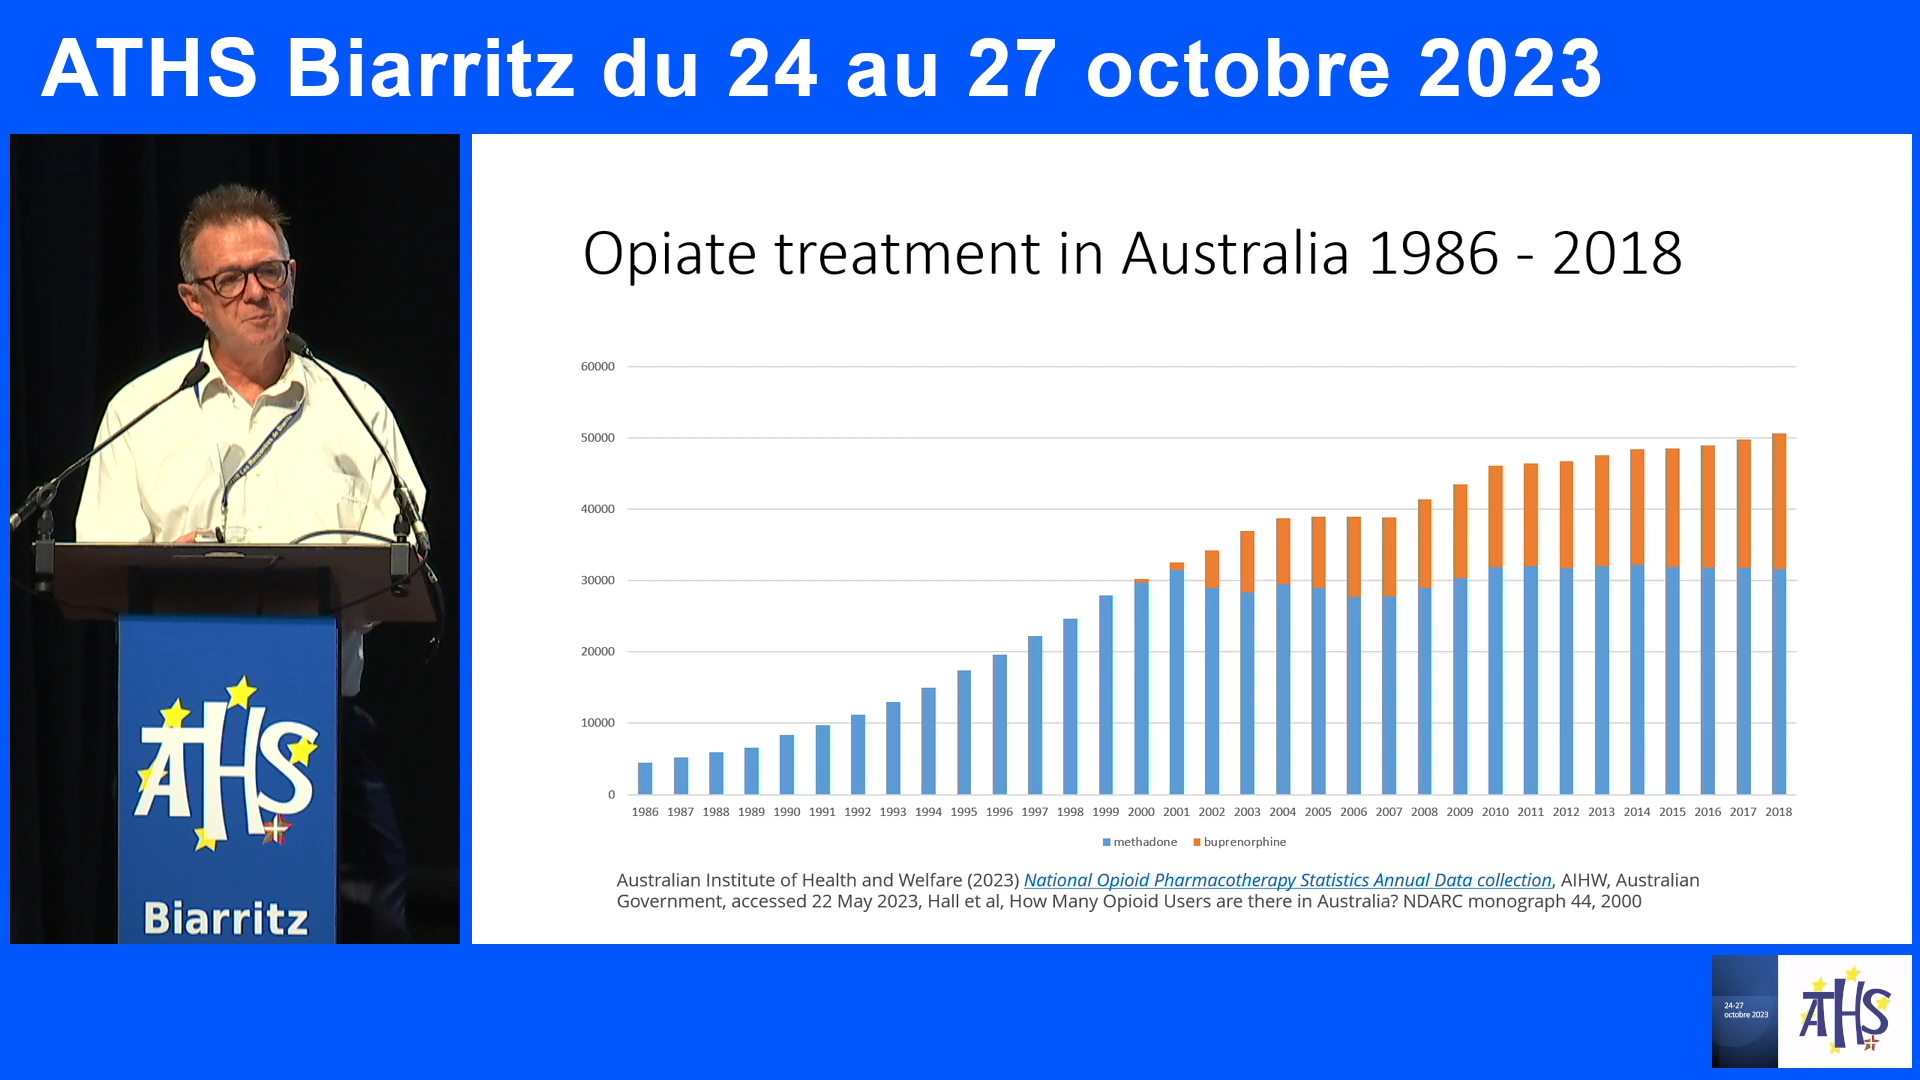 ATHS Biarritz du 24 au 27 octobre 2023
Opiate treatment in Australia 1986 - 2018
60000
50000
40000
30000
20000
10000
0
1986 1987 1988 1989 1990 1991 1992 1993 1994 1995 1996 1997 1998 1999 2000 2001 2002 2003 2004 2005 2006 2007 2008 2009 2010 2011 2012 2013 2014 2015 2016 2017 2018
methadone buprenorphine
Australian Institute of Health and Welfare (2023) National Opioid Pharmacotherapy Statistics Annual Data collection, AIHW, Australian
Government, accessed 22 May 2023, Hall et al, How Many Opioid Users are there in Australia? NDARC monograph 44, 2000
ATHS
Biarritz
24-27
octobre 2023
ATHS